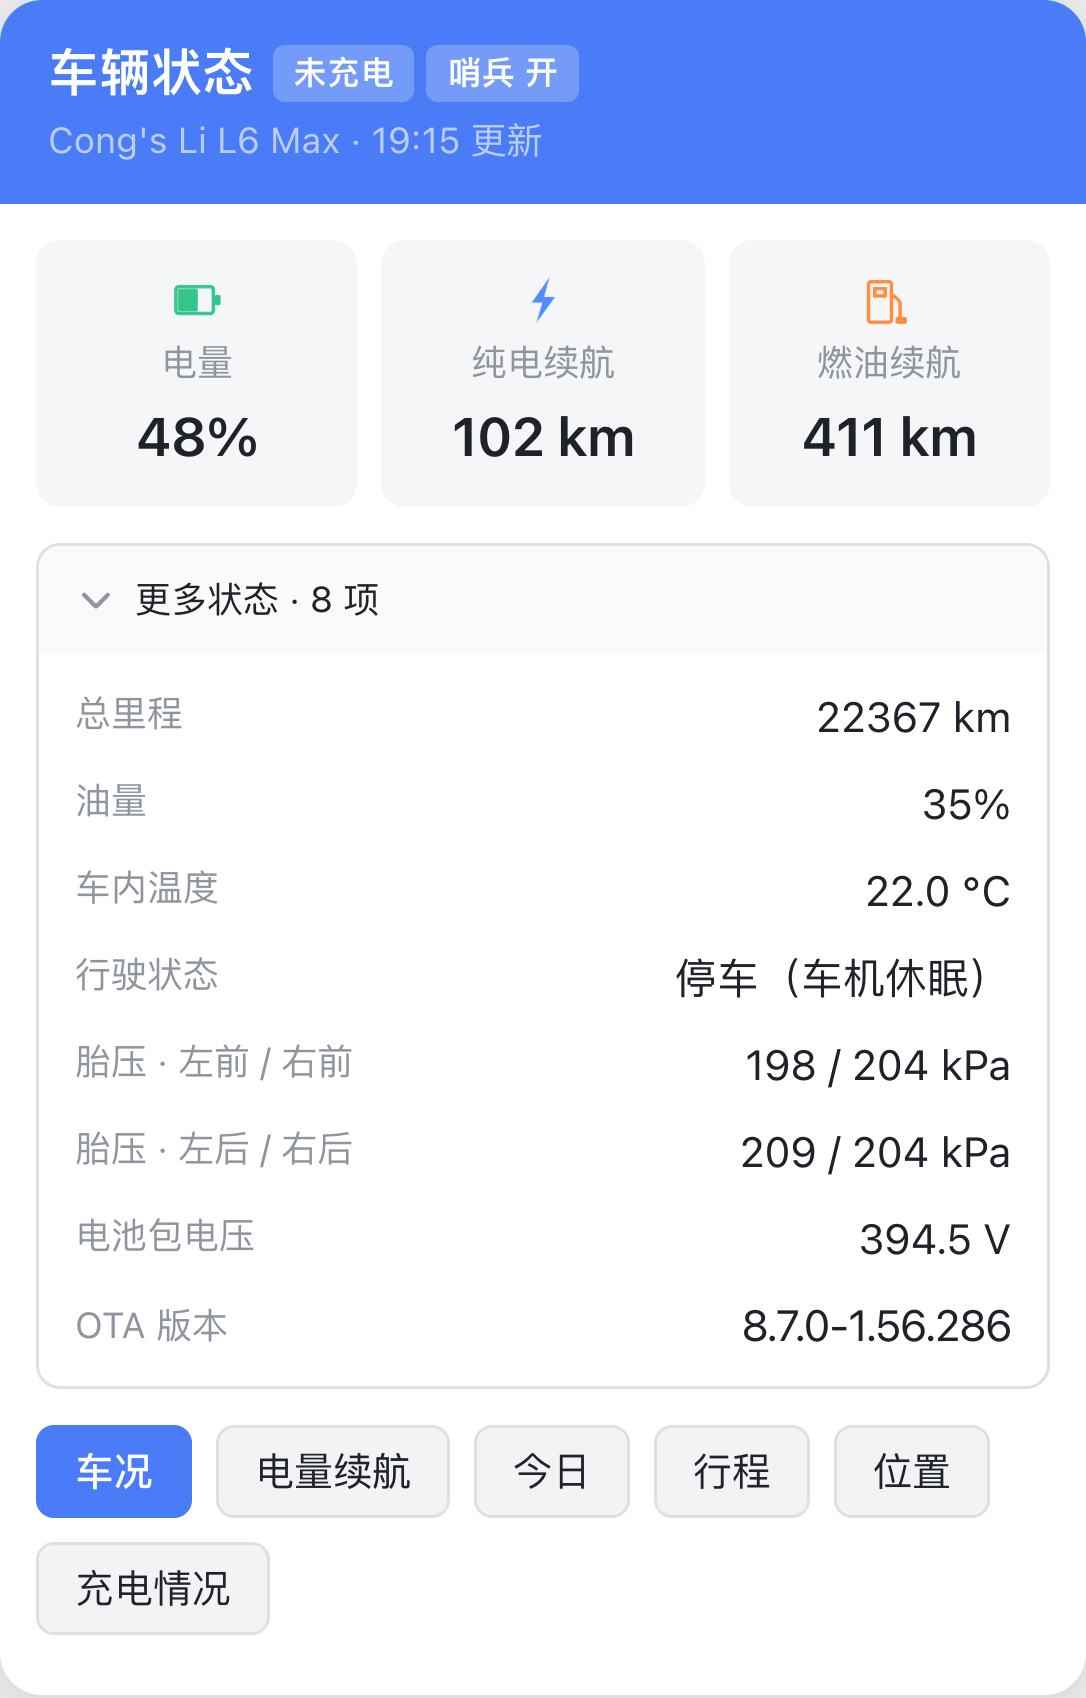 车辆状态 未充电 哨兵 开
Cong's Li L6 Max · 19:15 更新
电量
48%
纯电续航
102 km
燃油续航
411 km
更多状态 · 8 项
总里程 22367 km
油量 35%
车内温度 22.0 °C
行驶状态 停车（车机休眠）
胎压 · 左前 / 右前 198 / 204 kPa
胎压 · 左后 / 右后 209 / 204 kPa
电池包电压 394.5 V
OTA 版本 8.7.0-1.56.286
车况 电量续航 今日 行程 位置
充电情况